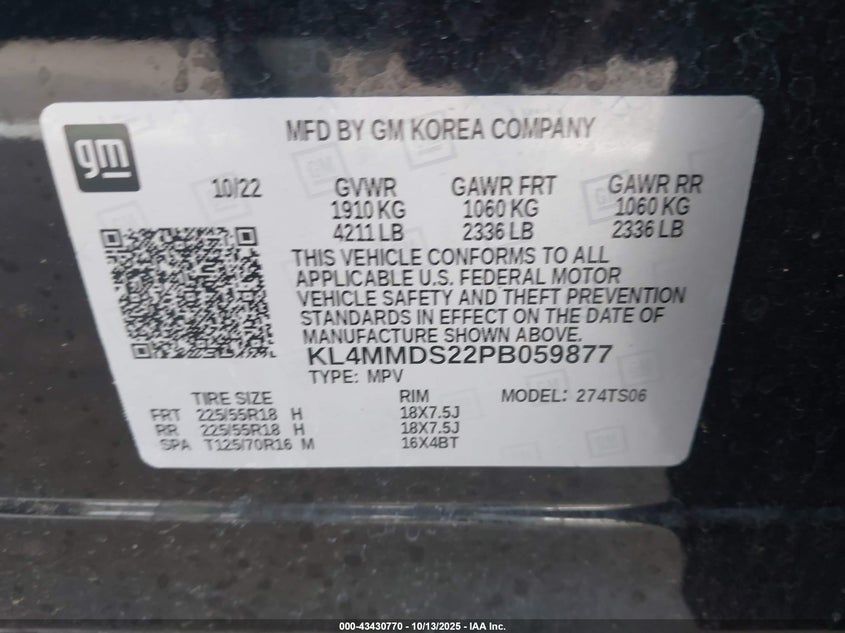 gm
MFD BY GM KOREA COMPANY
10/22 GVWR GAWR FRT GAWR RR
1910 KG 1060 KG 1060 KG
4211 LB 2336 LB 2336 LB
THIS VEHICLE CONFORMS TO ALL
APPLICABLE U.S. FEDERAL MOTOR
VEHICLE SAFETY AND THEFT PREVENTION
STANDARDS IN EFFECT ON THE DATE OF
MANUFACTURE SHOWN ABOVE.
KL4MMDS22PB059877
TYPE: MPV
TIRE SIZE RIM MODEL: 274TS06
FRT 225/55R18 H 18X7.5J
RR 225/55R18 H 18X7.5J
SPA T125/70R16 M 16X4BT
000-43430770 - 10/13/2025 - IAA Inc.